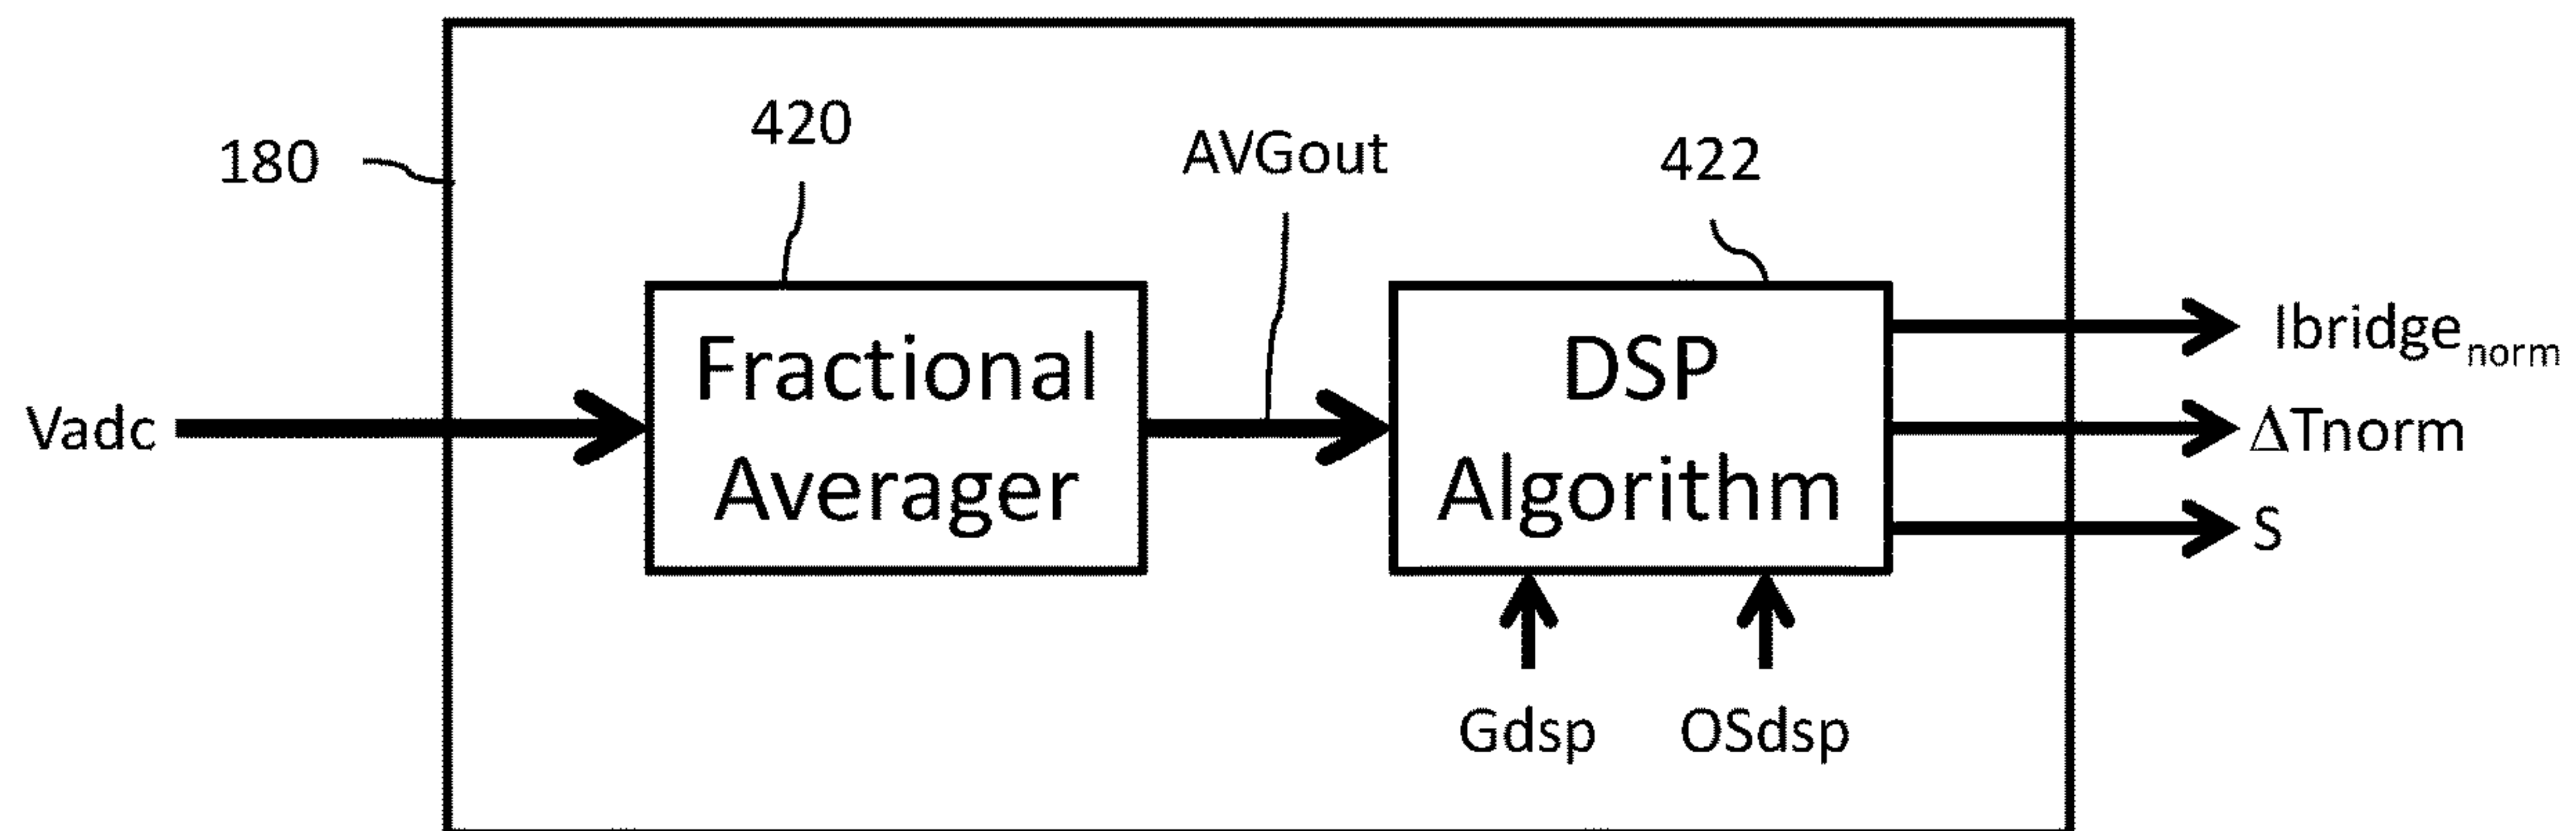 420
AVGout
422
180
Fractional
Averager
DSP
Algorithm
Ibridgenorm
Vadc
ΔTnorm
S
Gdsp
OSdsp